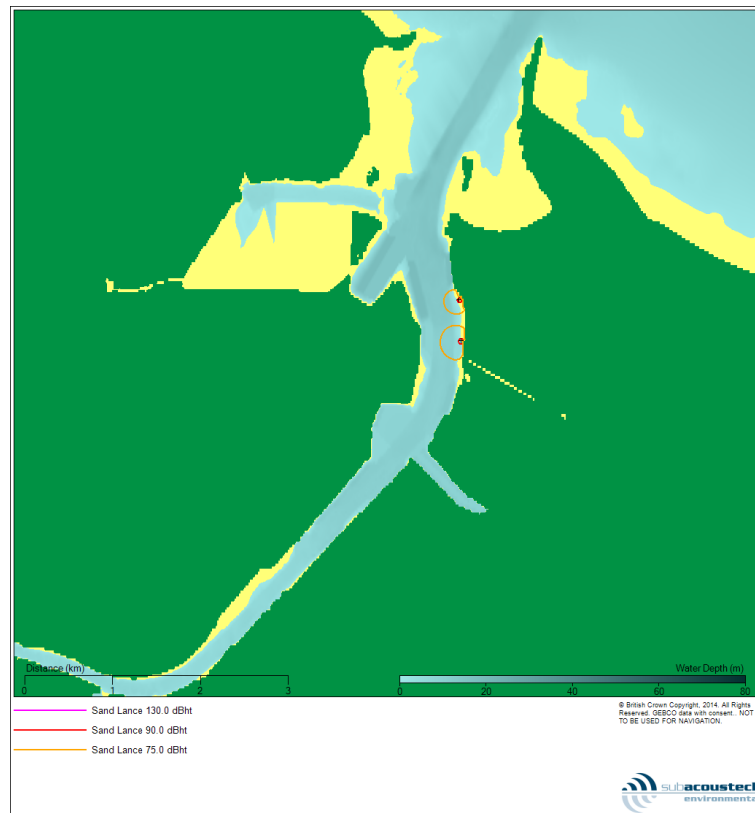 Distance (km)
0 1 2 3
Water Depth (m)
0 20 40 60 80
Sand Lance 130.0 dBht
Sand Lance 90.0 dBht
Sand Lance 75.0 dBht
© British Crown Copyright, 2014. All Rights
Reserved. GEBCO data with consent.. NOT
TO BE USED FOR NAVIGATION.
subacoustech
environmenta